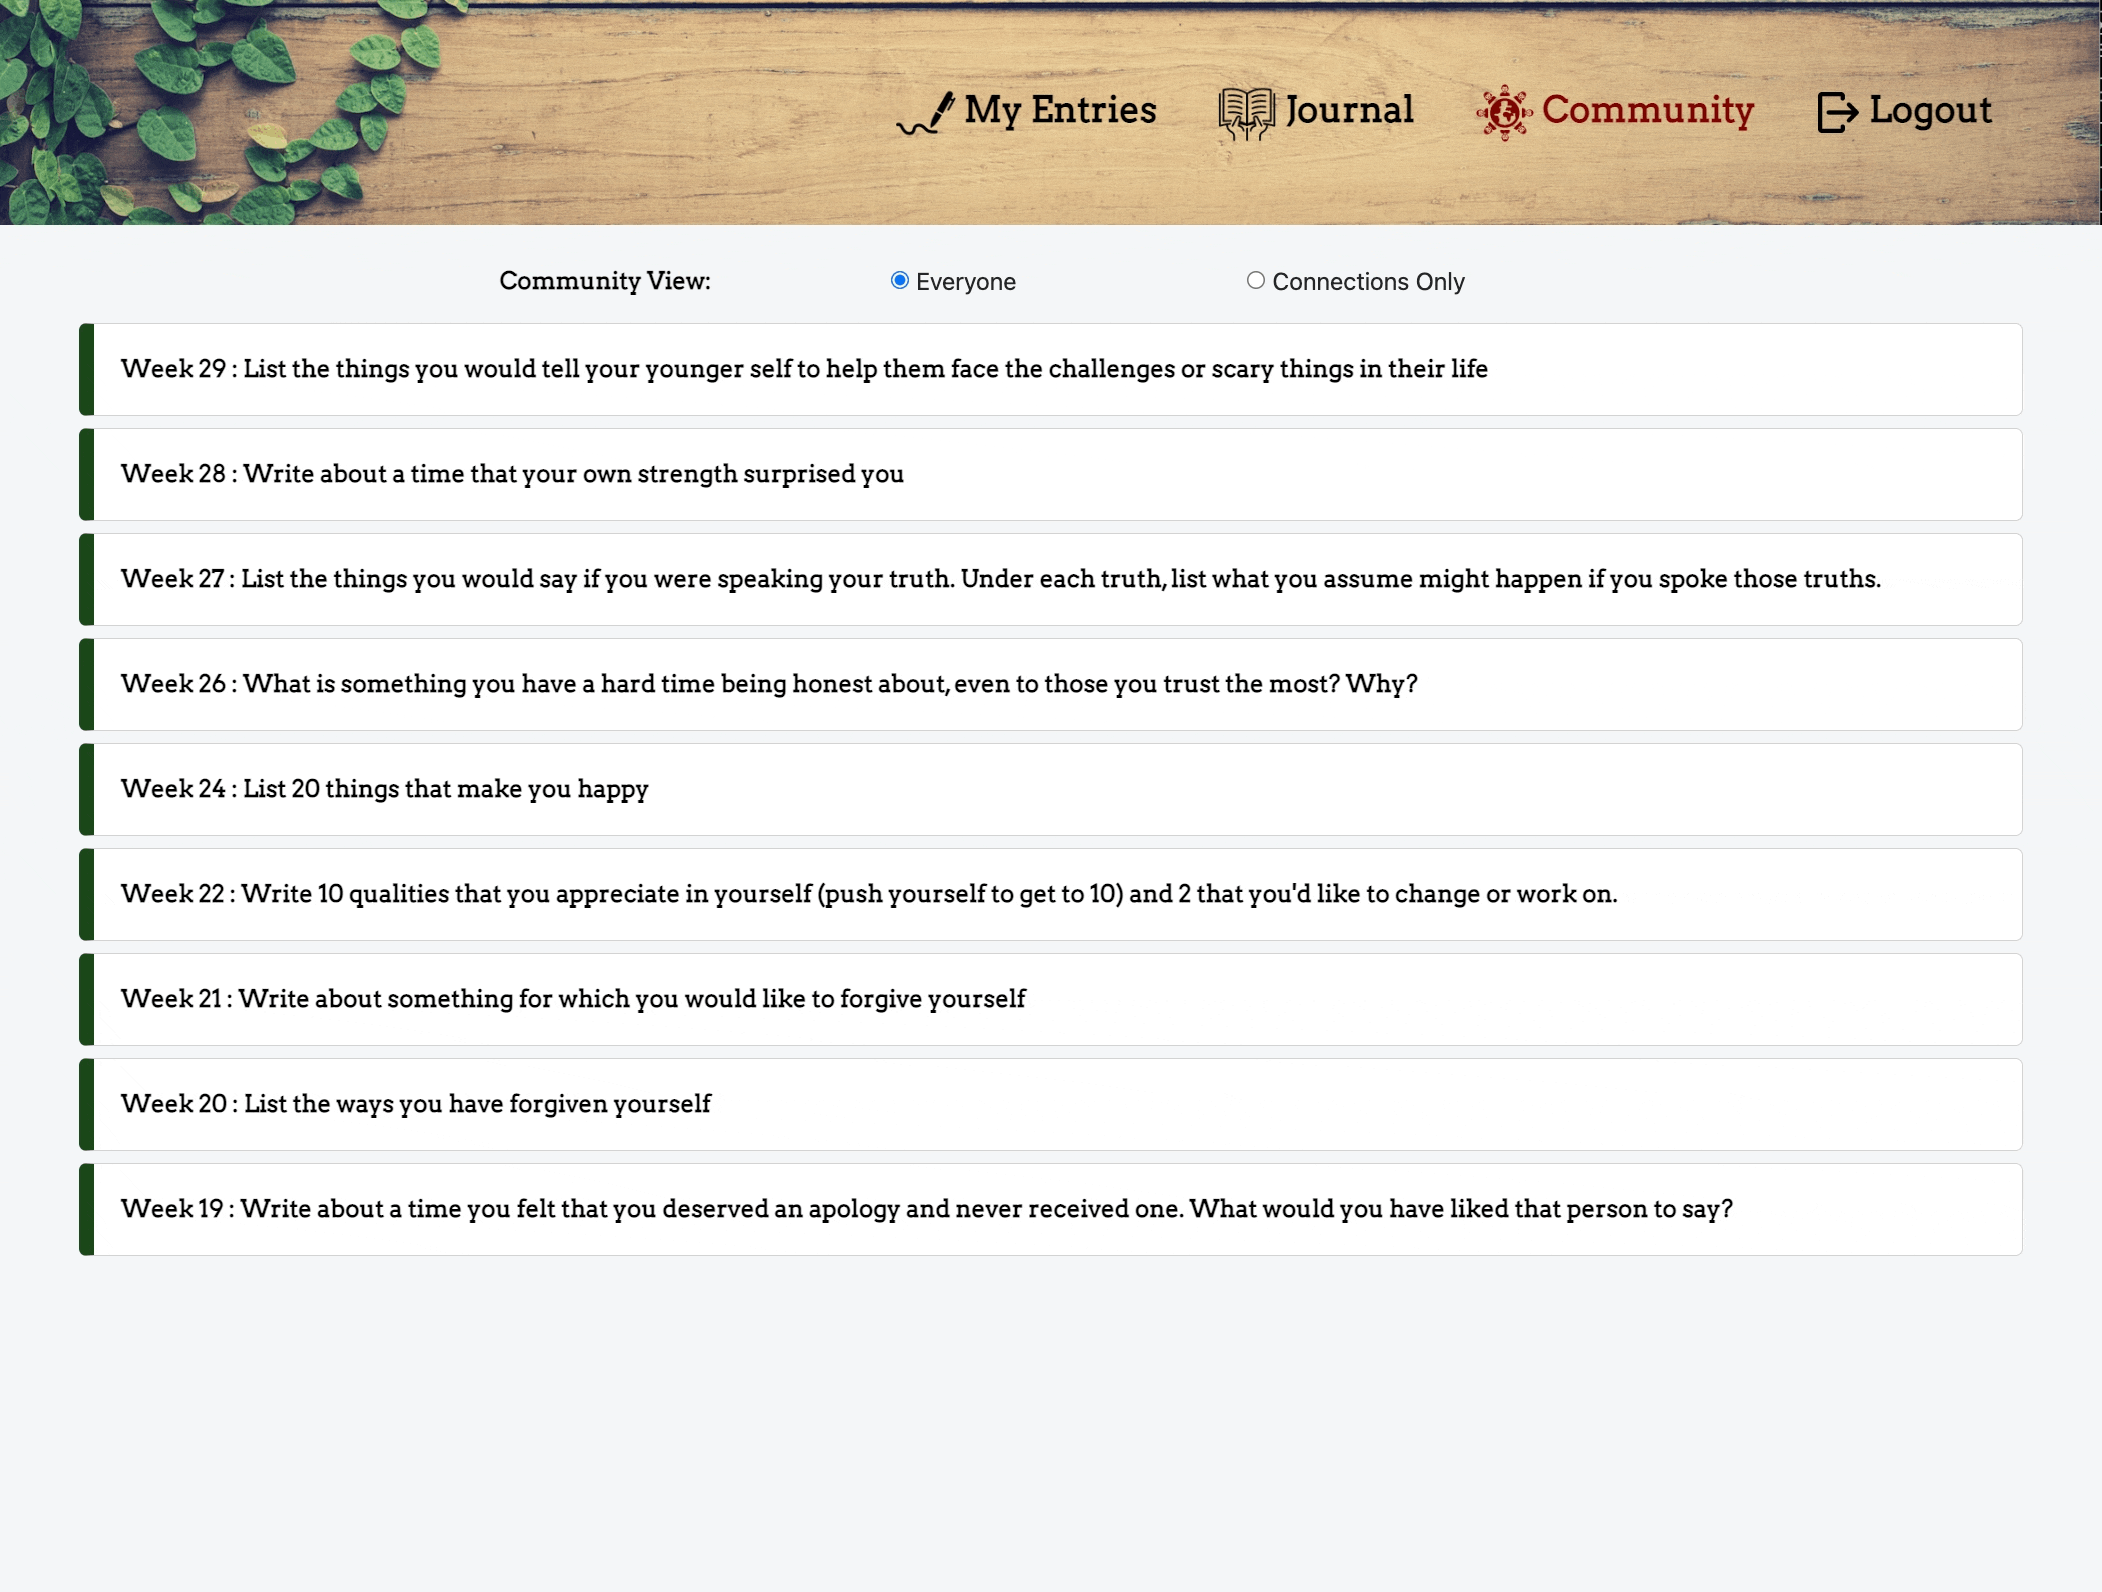 My Entries Journal Community Logout
Community View: Everyone Connections Only
Week 29 : List the things you would tell your younger self to help them face the challenges or scary things in their life
Week 28 : Write about a time that your own strength surprised you
Week 27 : List the things you would say if you were speaking your truth. Under each truth, list what you assume might happen if you spoke those truths.
Week 26 : What is something you have a hard time being honest about, even to those you trust the most? Why?
Week 24 : List 20 things that make you happy
Week 22 : Write 10 qualities that you appreciate in yourself (push yourself to get to 10) and 2 that you'd like to change or work on.
Week 21 : Write about something for which you would like to forgive yourself
Week 20 : List the ways you have forgiven yourself
Week 19 : Write about a time you felt that you deserved an apology and never received one. What would you have liked that person to say?